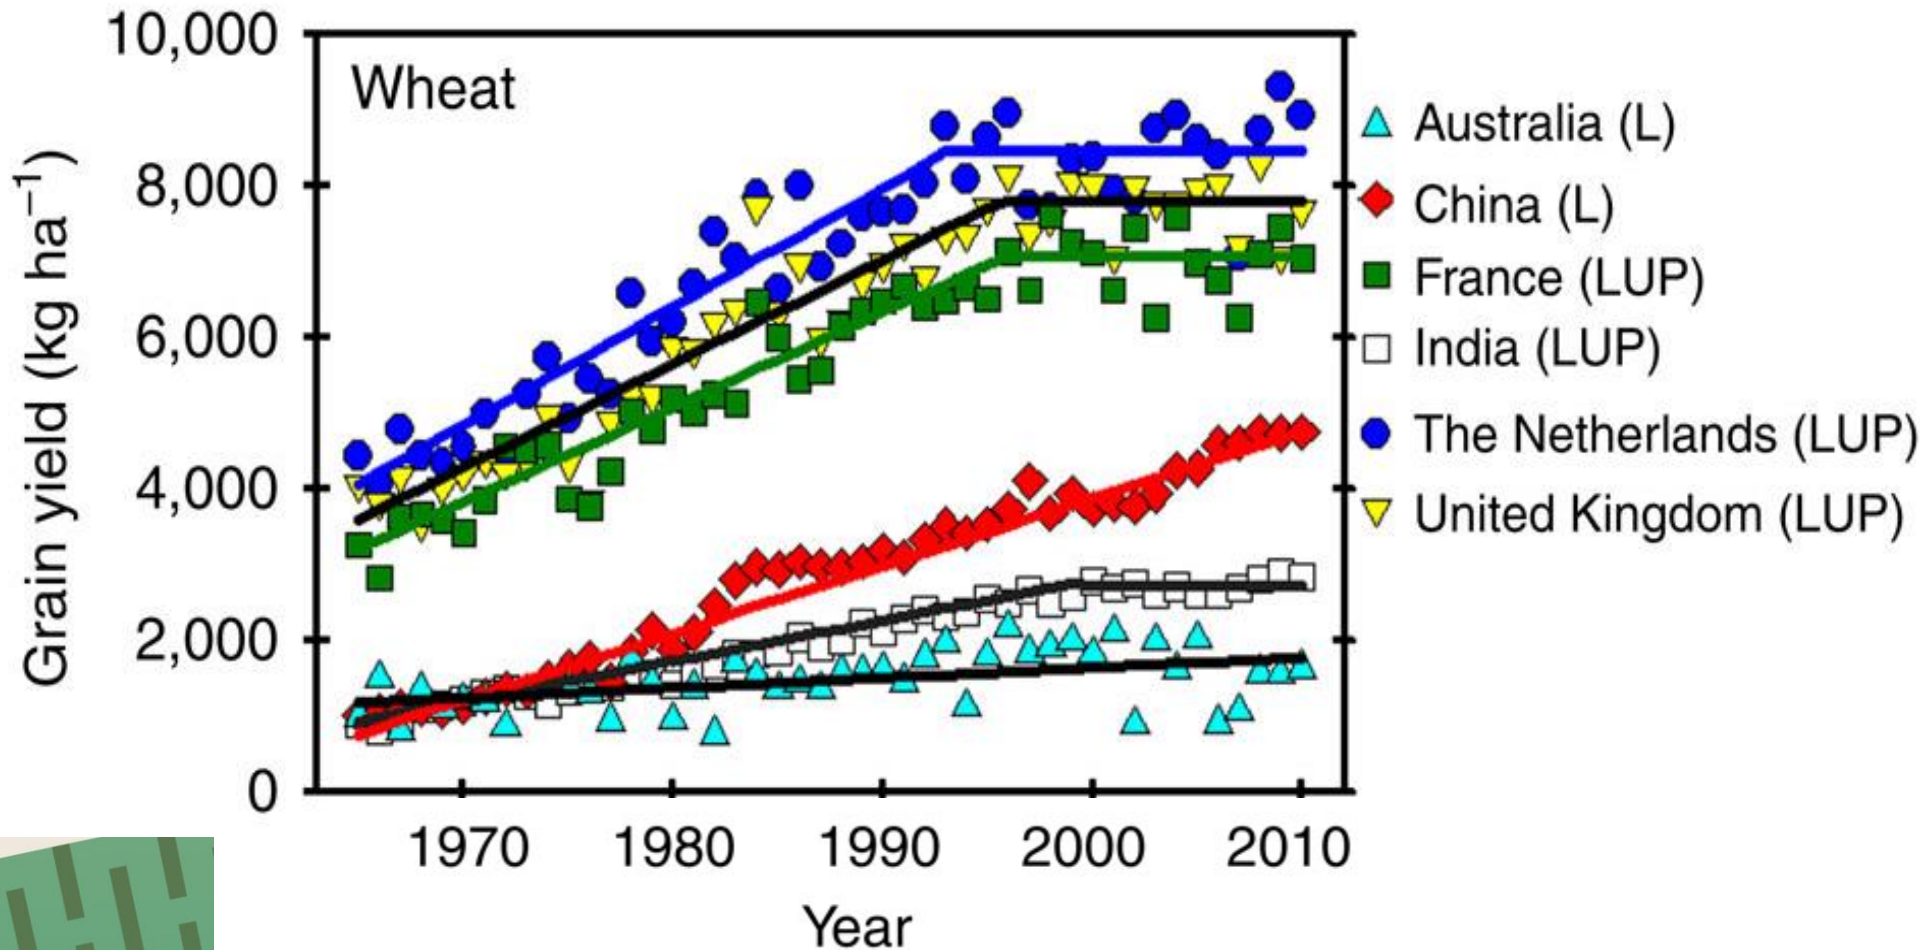 10,000
8,000
6,000
4,000
2,000
0
Grain yield (kg ha⁻¹)
Wheat
1970 1980 1990 2000 2010
Year
Australia (L)
China (L)
France (LUP)
India (LUP)
The Netherlands (LUP)
United Kingdom (LUP)